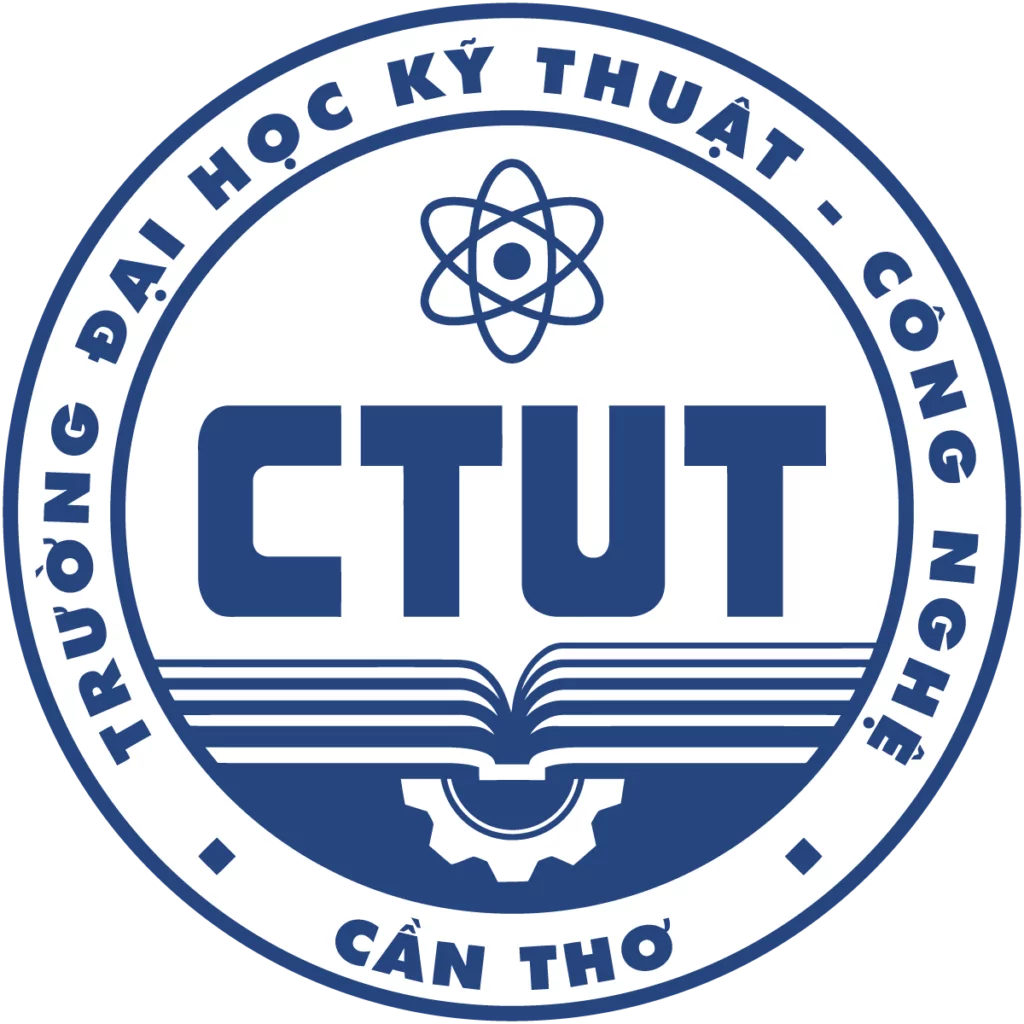 TRƯỜNG ĐẠI HỌC KỸ THUẬT - CÔNG NGHỆ
CTUT
CẦN THƠ